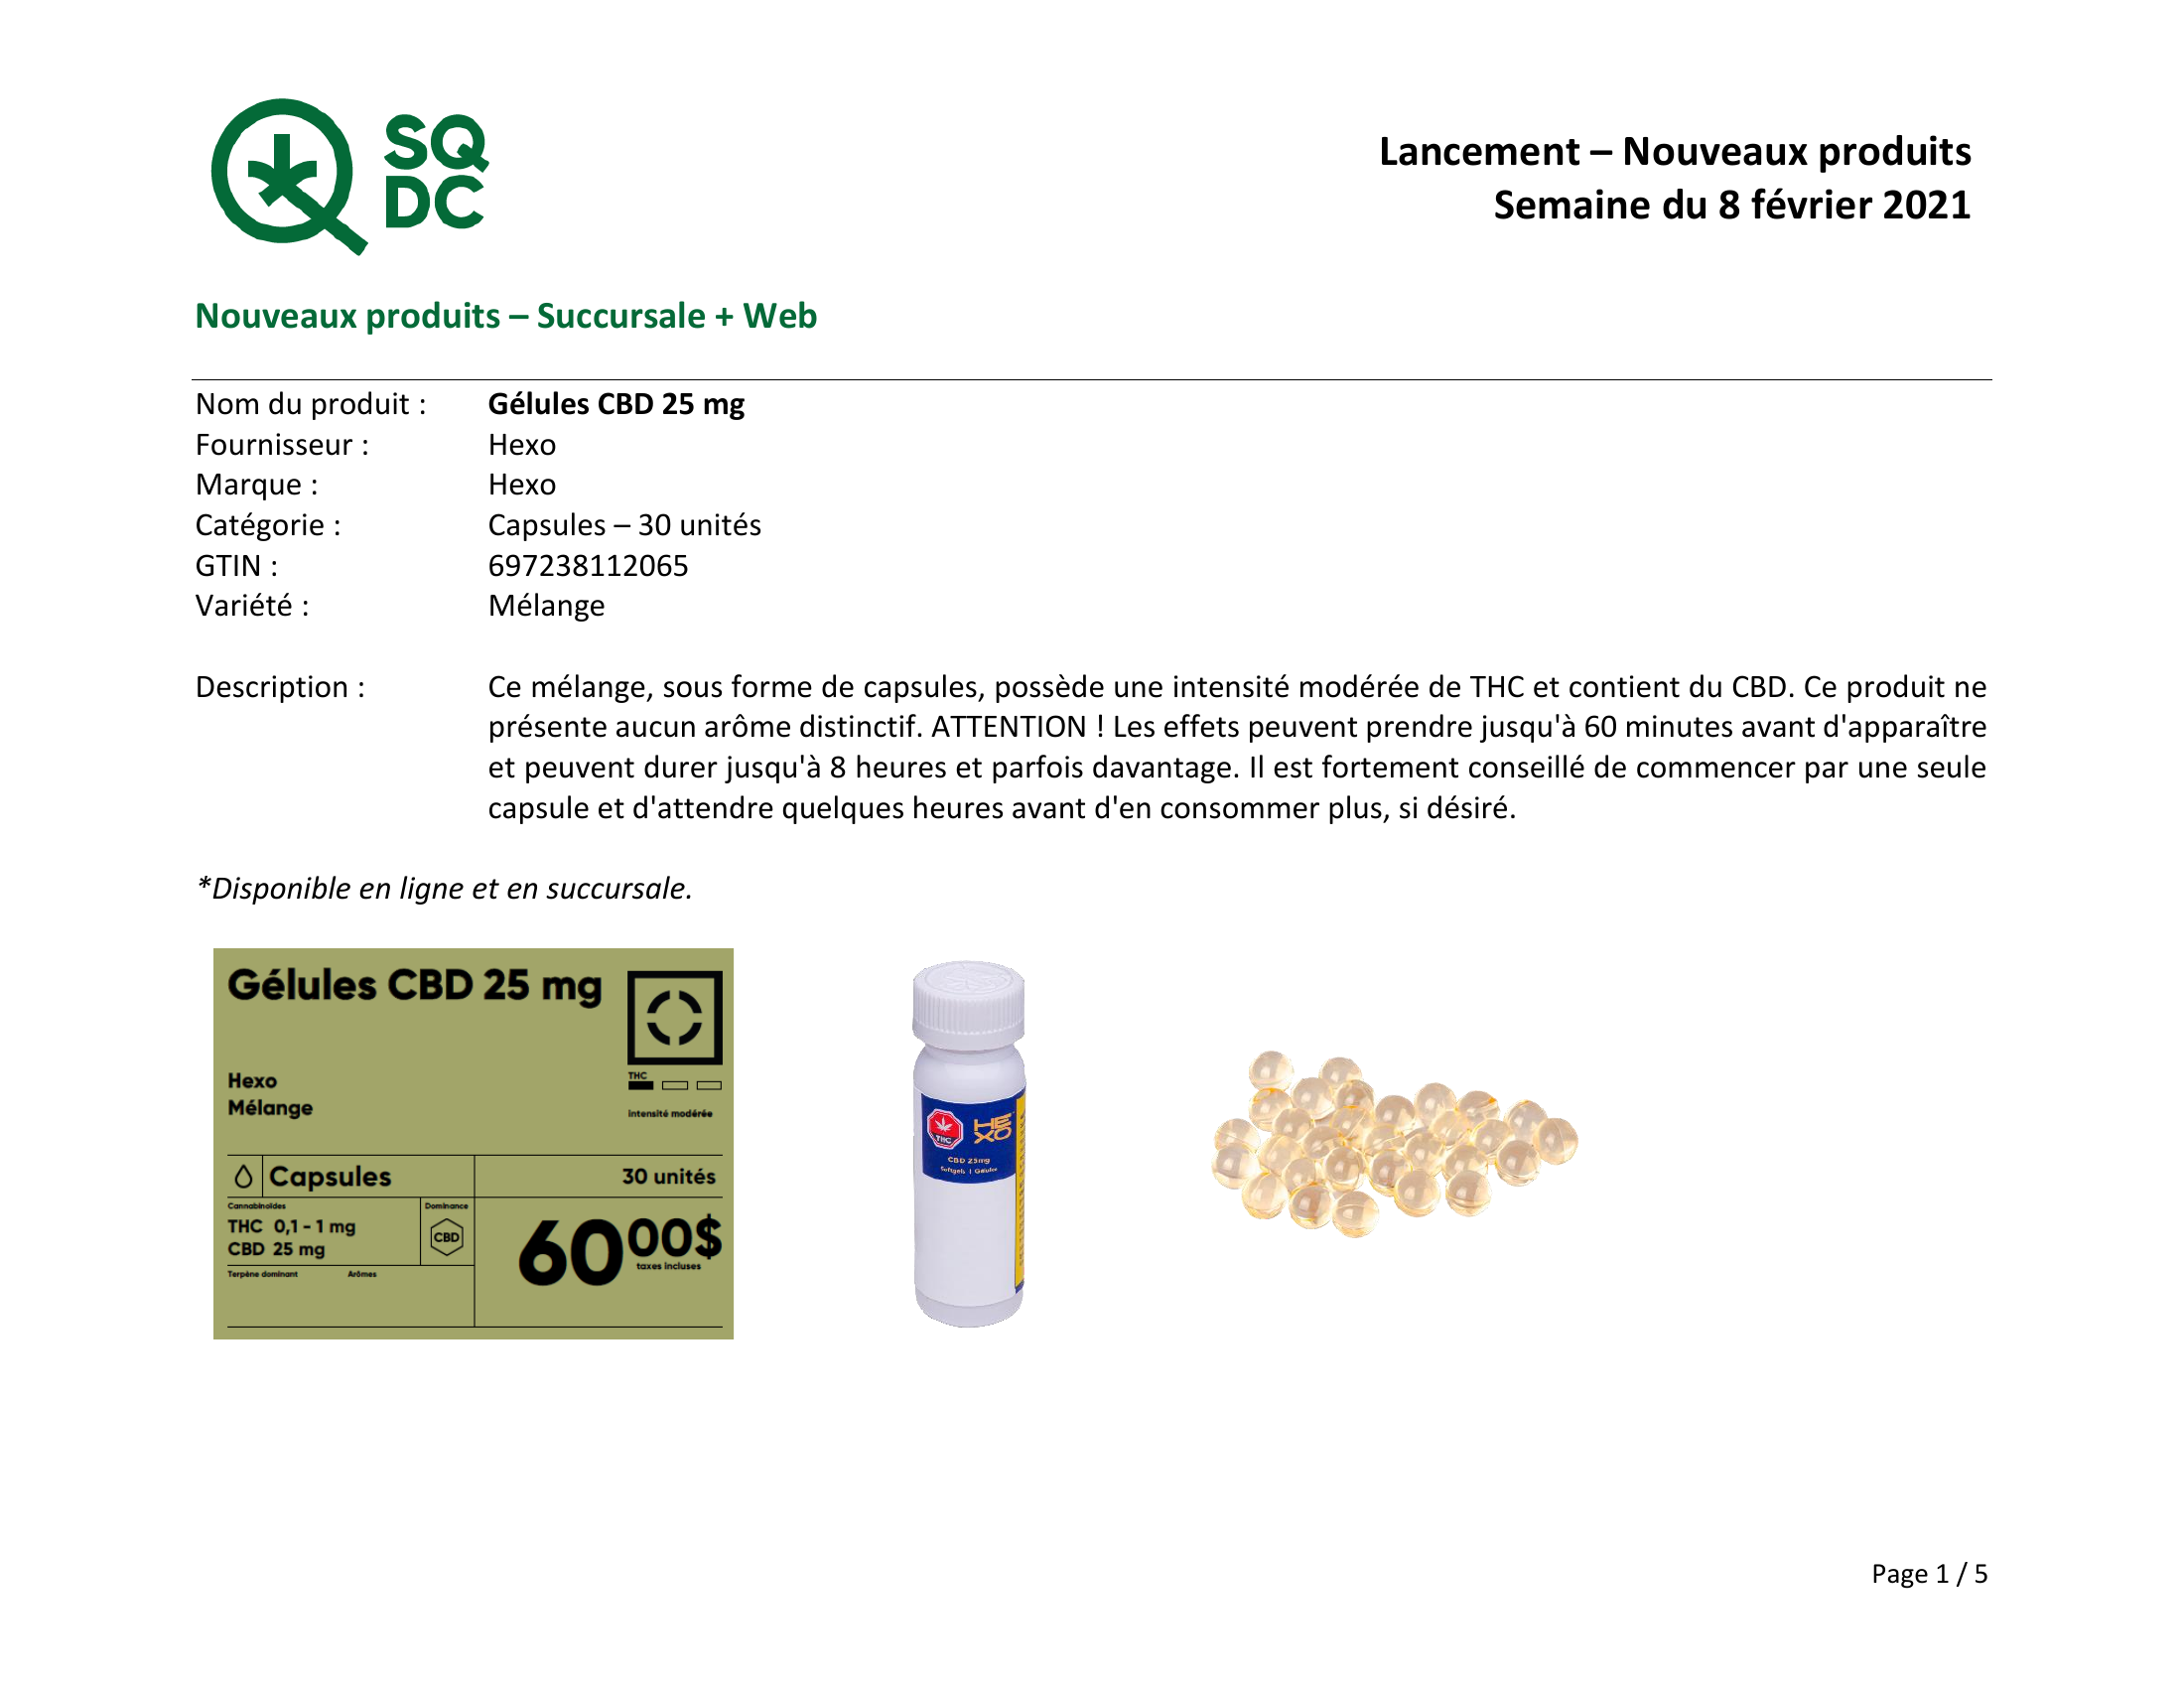 SQ
DC
Lancement – Nouveaux produits
Semaine du 8 février 2021
Nouveaux produits – Succursale + Web
Nom du produit : Gélules CBD 25 mg
Fournisseur : Hexo
Marque : Hexo
Catégorie : Capsules – 30 unités
GTIN : 697238112065
Variété : Mélange
Description : Ce mélange, sous forme de capsules, possède une intensité modérée de THC et contient du CBD. Ce produit ne
présente aucun arôme distinctif. ATTENTION ! Les effets peuvent prendre jusqu'à 60 minutes avant d'apparaître
et peuvent durer jusqu'à 8 heures et parfois davantage. Il est fortement conseillé de commencer par une seule
capsule et d'attendre quelques heures avant d'en consommer plus, si désiré.
*Disponible en ligne et en succursale.
Gélules CBD 25 mg
Hexo
Mélange
THC
intensité modérée
Capsules
30 unités
Cannabinoïdes
THC 0,1 - 1 mg
CBD 25 mg
Dominance
CBD
Terpène dominant Arômes
60 00$
taxes incluses
THC
HEXO
CBD 25mg
Softgels | Gélules
Page 1 / 5